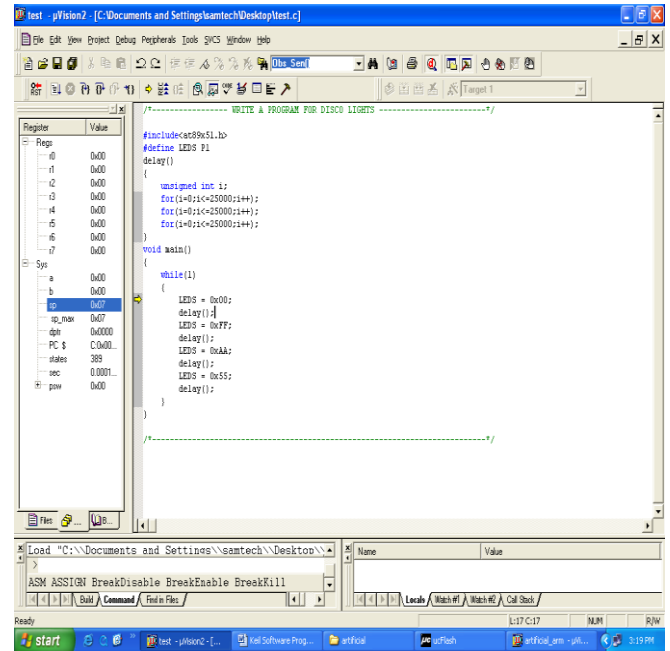 test - µVision2 - [C:\Documents and Settings\samtech\Desktop\test.c]
File Edit View Project Debug Peripherals Tools SVCS Window Help
Obs_Sen(
RST
Target 1
Register Value
Regs
r0 0x00
r1 0x00
r2 0x00
r3 0x00
r4 0x00
r5 0x00
r6 0x00
r7 0x00
Sys
a 0x00
b 0x00
sp 0x07
sp_max 0x07
dptr 0x0000
PC $ C:0x00...
states 389
sec 0.0001...
psw 0x00
Files B...
/*----------------- WRITE A PROGRAM FOR DISCO LIGHTS ------------------------*/
#include<at89x51.h>
#define LEDS P1
delay()
{
unsigned int i;
for(i=0;i<=25000;i++);
for(i=0;i<=25000;i++);
for(i=0;i<=25000;i++);
}
void main()
{
while(1)
{
LEDS = 0x00;
delay();
LEDS = 0xFF;
delay();
LEDS = 0xAA;
delay();
LEDS = 0x55;
delay();
}
}
/*---------------------------------------------------------------------------*/
Load "C:\\Documents and Settings\\samtech\\Desktop\\
>
ASM ASSIGN BreakDisable BreakEnable BreakKill
Build Command Find in Files
Name Value
Locals Watch #1 Watch #2 Call Stack
Ready L:17 C:17 NUM R/W
start test - µVision2 - [... Keil Software Prog... artificial ucFlash artificial_arm - µVi... 3:19 PM